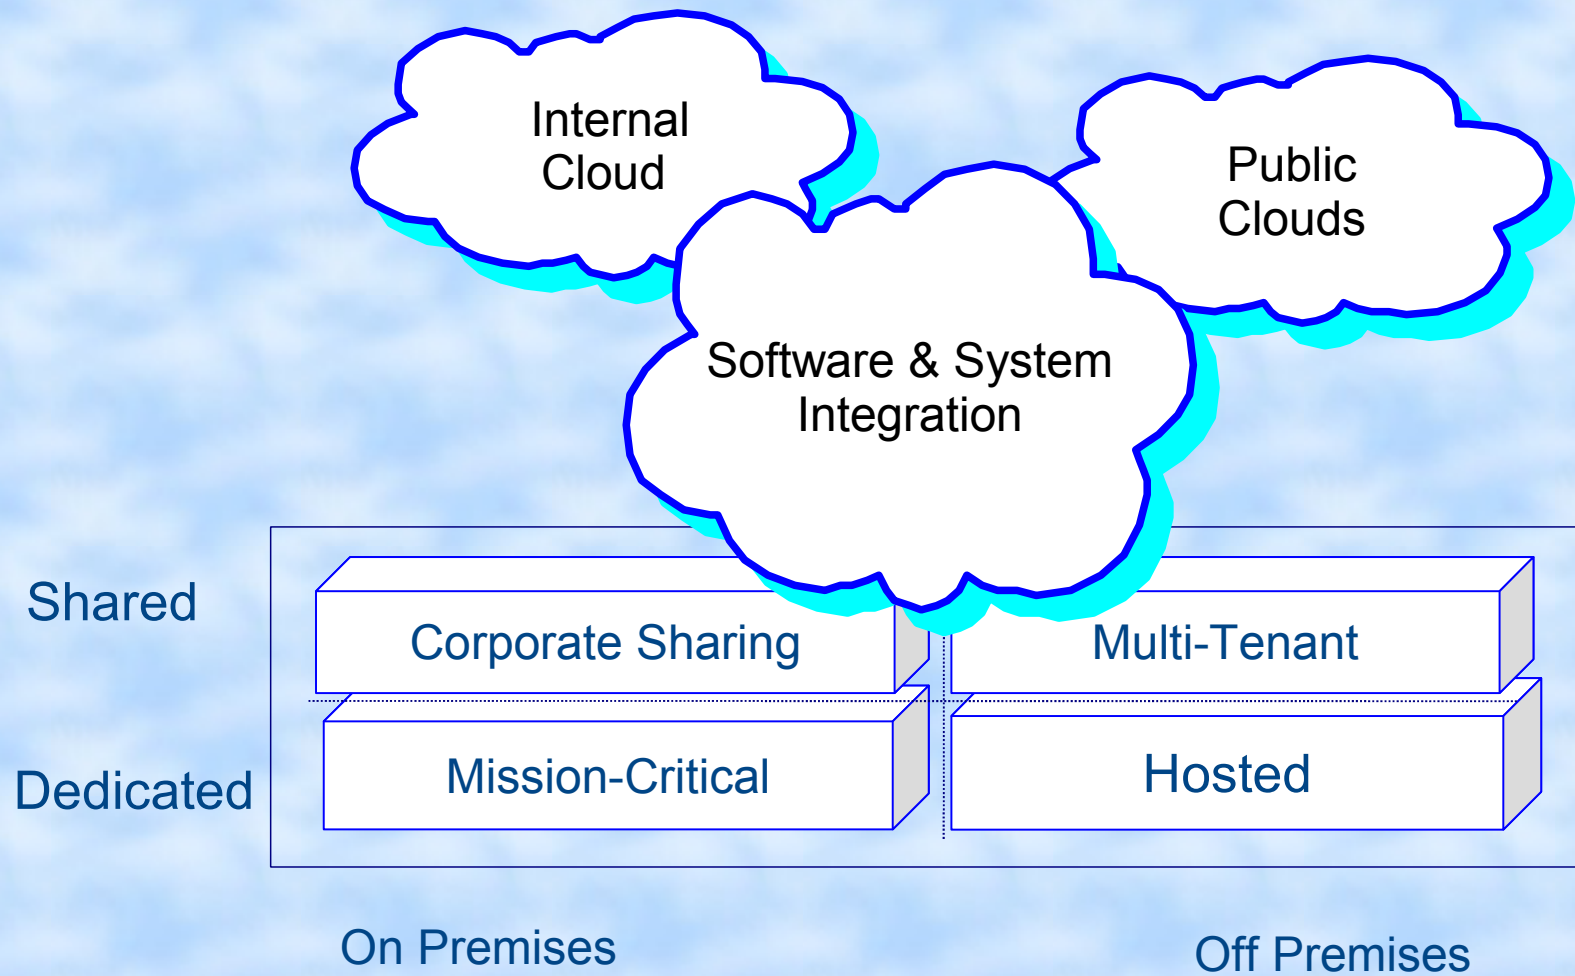 Internal
Cloud
Public
Clouds
Software & System
Integration
Shared
Corporate Sharing
Multi-Tenant
Dedicated
Mission-Critical
Hosted
On Premises
Off Premises